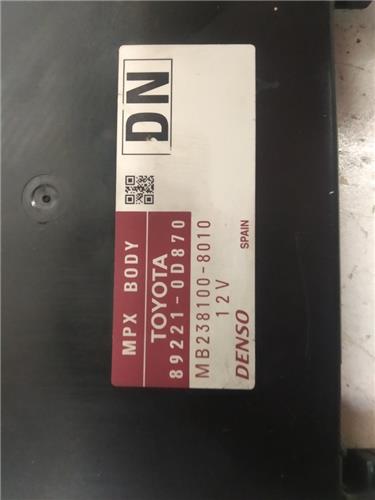 DN
MPX BODY
TOYOTA
89221-0D870
MB238100-8010
12V
DENSO
SPAIN